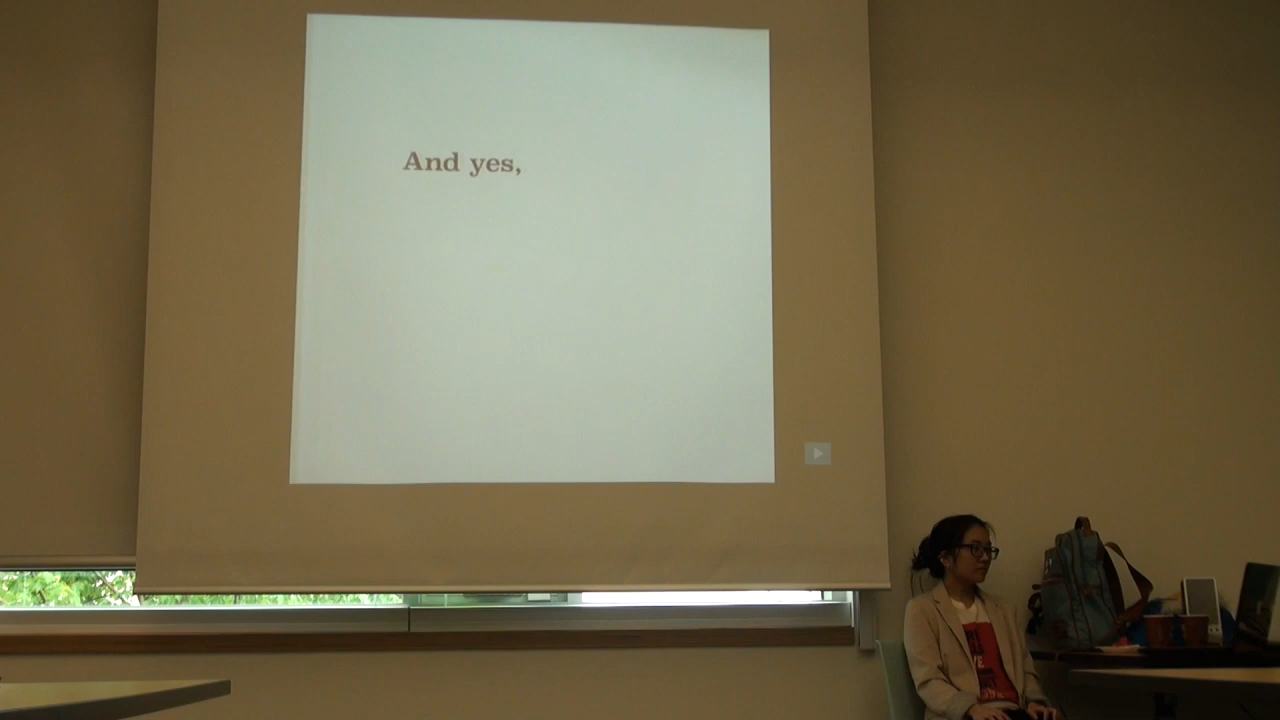 And yes,